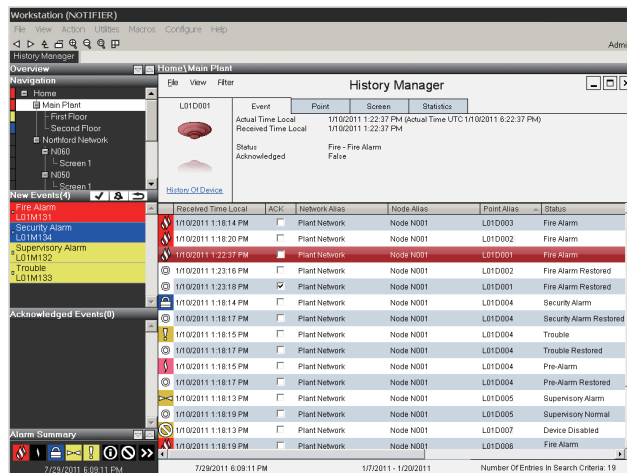 Workstation (NOTIFIER)
File View Action Utilities Macros Configure Help
Admi
History Manager
Overview
Home\Main Plant
Navigation
Home
Main Plant
First Floor
Second Floor
Northford Network
N060
Screen 1
N050
Screen 1
File View Filter
History Manager
L01D001
History Of Device
Event Point Screen Statistics
Actual Time Local 1/10/2011 1:22:37 PM (Actual Time UTC 1/10/2011 6:22:37 PM)
Received Time Local 1/10/2011 1:22:37 PM
Status Fire - Fire Alarm
Acknowledged False
New Events(4)
Fire Alarm
L01M131
Security Alarm
L01M134
Supervisory Alarm
L01M132
Trouble
L01M133
Acknowledged Events(0)
Received Time Local ACK Network Alias Node Alias Point Alias Status
1/10/2011 1:18:14 PM Plant Network Node N001 L01D003 Fire Alarm
1/10/2011 1:18:20 PM Plant Network Node N001 L01D002 Fire Alarm
1/10/2011 1:22:37 PM Plant Network Node N001 L01D001 Fire Alarm
1/10/2011 1:23:16 PM Plant Network Node N001 L01D002 Fire Alarm Restored
1/10/2011 1:23:18 PM Plant Network Node N001 L01D001 Fire Alarm Restored
1/10/2011 1:18:14 PM Plant Network Node N001 L01D004 Security Alarm
1/10/2011 1:18:17 PM Plant Network Node N001 L01D004 Security Alarm Restored
1/10/2011 1:18:15 PM Plant Network Node N001 L01D004 Trouble
1/10/2011 1:18:17 PM Plant Network Node N001 L01D004 Trouble Restored
1/10/2011 1:18:15 PM Plant Network Node N001 L01D004 Pre-Alarm
1/10/2011 1:18:17 PM Plant Network Node N001 L01D004 Pre-Alarm Restored
1/10/2011 1:18:13 PM Plant Network Node N001 L01D005 Supervisory Alarm
1/10/2011 1:18:19 PM Plant Network Node N001 L01D005 Supervisory Normal
1/10/2011 1:18:13 PM Plant Network Node N001 L01D007 Device Disabled
1/10/2011 1:18:19 PM Plant Network Node N001 L01D006 Fire Alarm
Alarm Summary
7/29/2011 6:09:11 PM
7/29/2011 6:09:11 PM 1/7/2011 - 1/20/2011 Number Of Entries In Search Criteria: 19